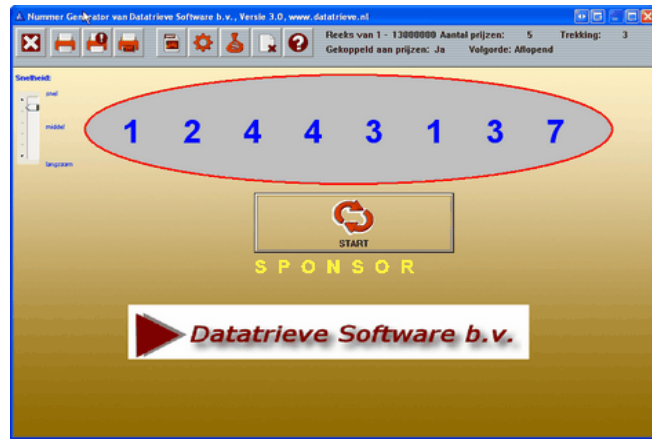 Nummer Generator van Datatrieve Software b.v., Versie 3.0, www.datatrieve.nl
Reeks van 1 - 13000000 Aantal prijzen: 5 Trekking: 3
Gekoppeld aan prijzen: Ja Volgorde: Aflopend
Snelheid:
snel
middel
langzaam
1 2 4 4 3 1 3 7
START
SPONSOR
Datatrieve Software b.v.